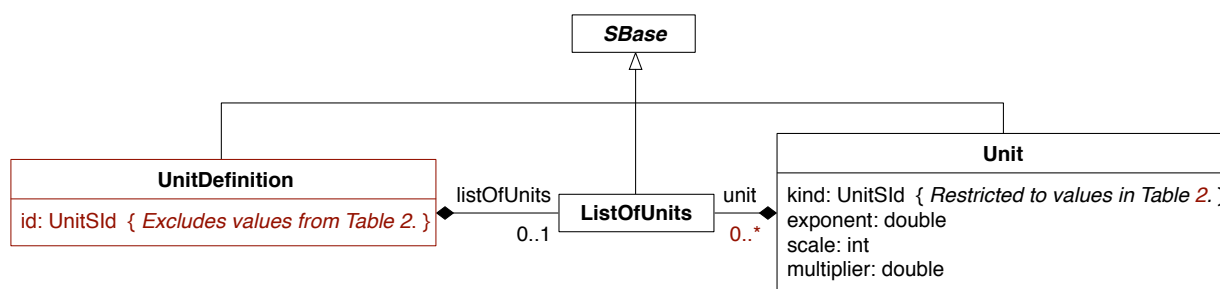 SBase
UnitDefinition
id: UnitSId { Excludes values from Table 2. }
listOfUnits
0..1
ListOfUnits
unit
0..*
Unit
kind: UnitSId { Restricted to values in Table 2. }
exponent: double
scale: int
multiplier: double